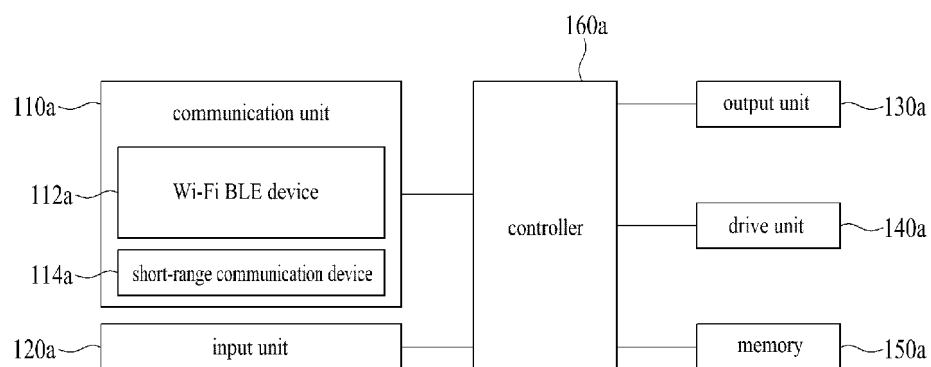 160a
110a
communication unit
output unit
130a
112a
Wi-Fi BLE device
controller
drive unit
140a
114a
short-range communication device
120a
input unit
memory
150a